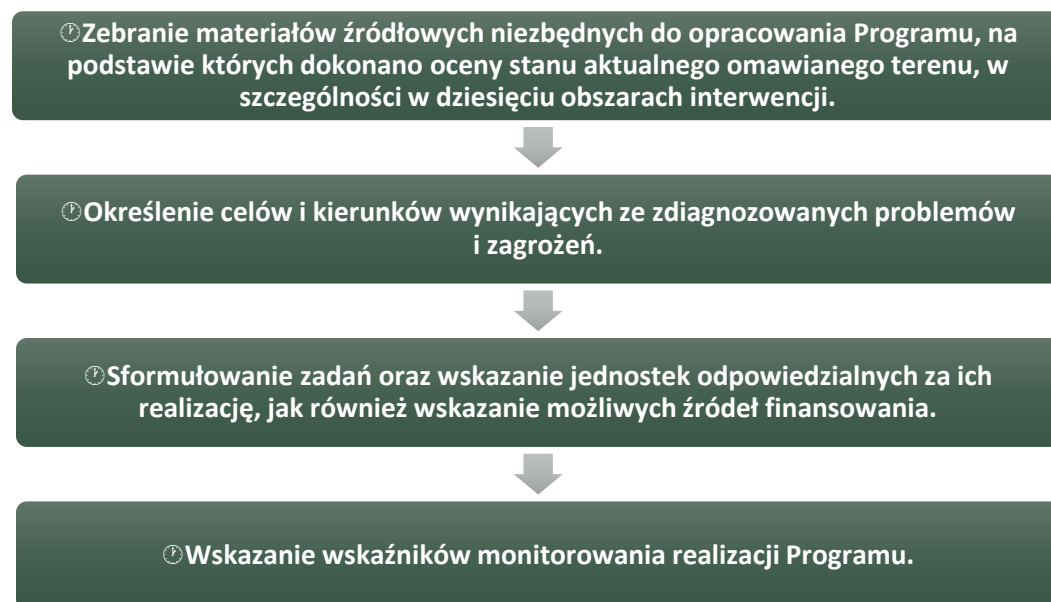 🕐Zebranie materiałów źródłowych niezbędnych do opracowania Programu, na
podstawie których dokonano oceny stanu aktualnego omawianego terenu, w
szczególności w dziesięciu obszarach interwencji.
🕐Określenie celów i kierunków wynikających ze zdiagnozowanych problemów
i zagrożeń.
🕐Sformułowanie zadań oraz wskazanie jednostek odpowiedzialnych za ich
realizację, jak również wskazanie możliwych źródeł finansowania.
🕐Wskazanie wskaźników monitorowania realizacji Programu.